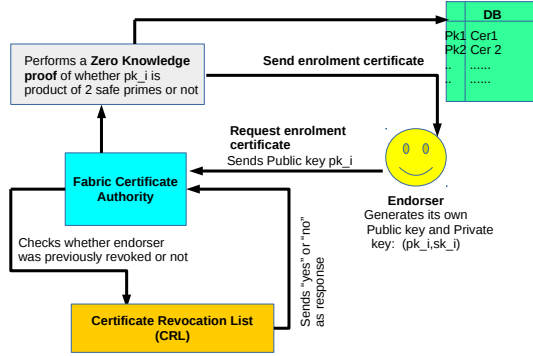 DB
Pk1 Cer1
Pk2 Cer 2
.. ......
.. ......
Performs a Zero Knowledge
proof of whether pk_i is
product of 2 safe primes or not
Send enrolment certificate
Request enrolment
certificate
Sends Public key pk_i
Fabric Certificate
Authority
Endorser
Generates its own
Public key and Private
key: (pk_i,sk_i)
Checks whether endorser
was previously revoked or not
Sends “yes” or “no”
as response
Certificate Revocation List
(CRL)